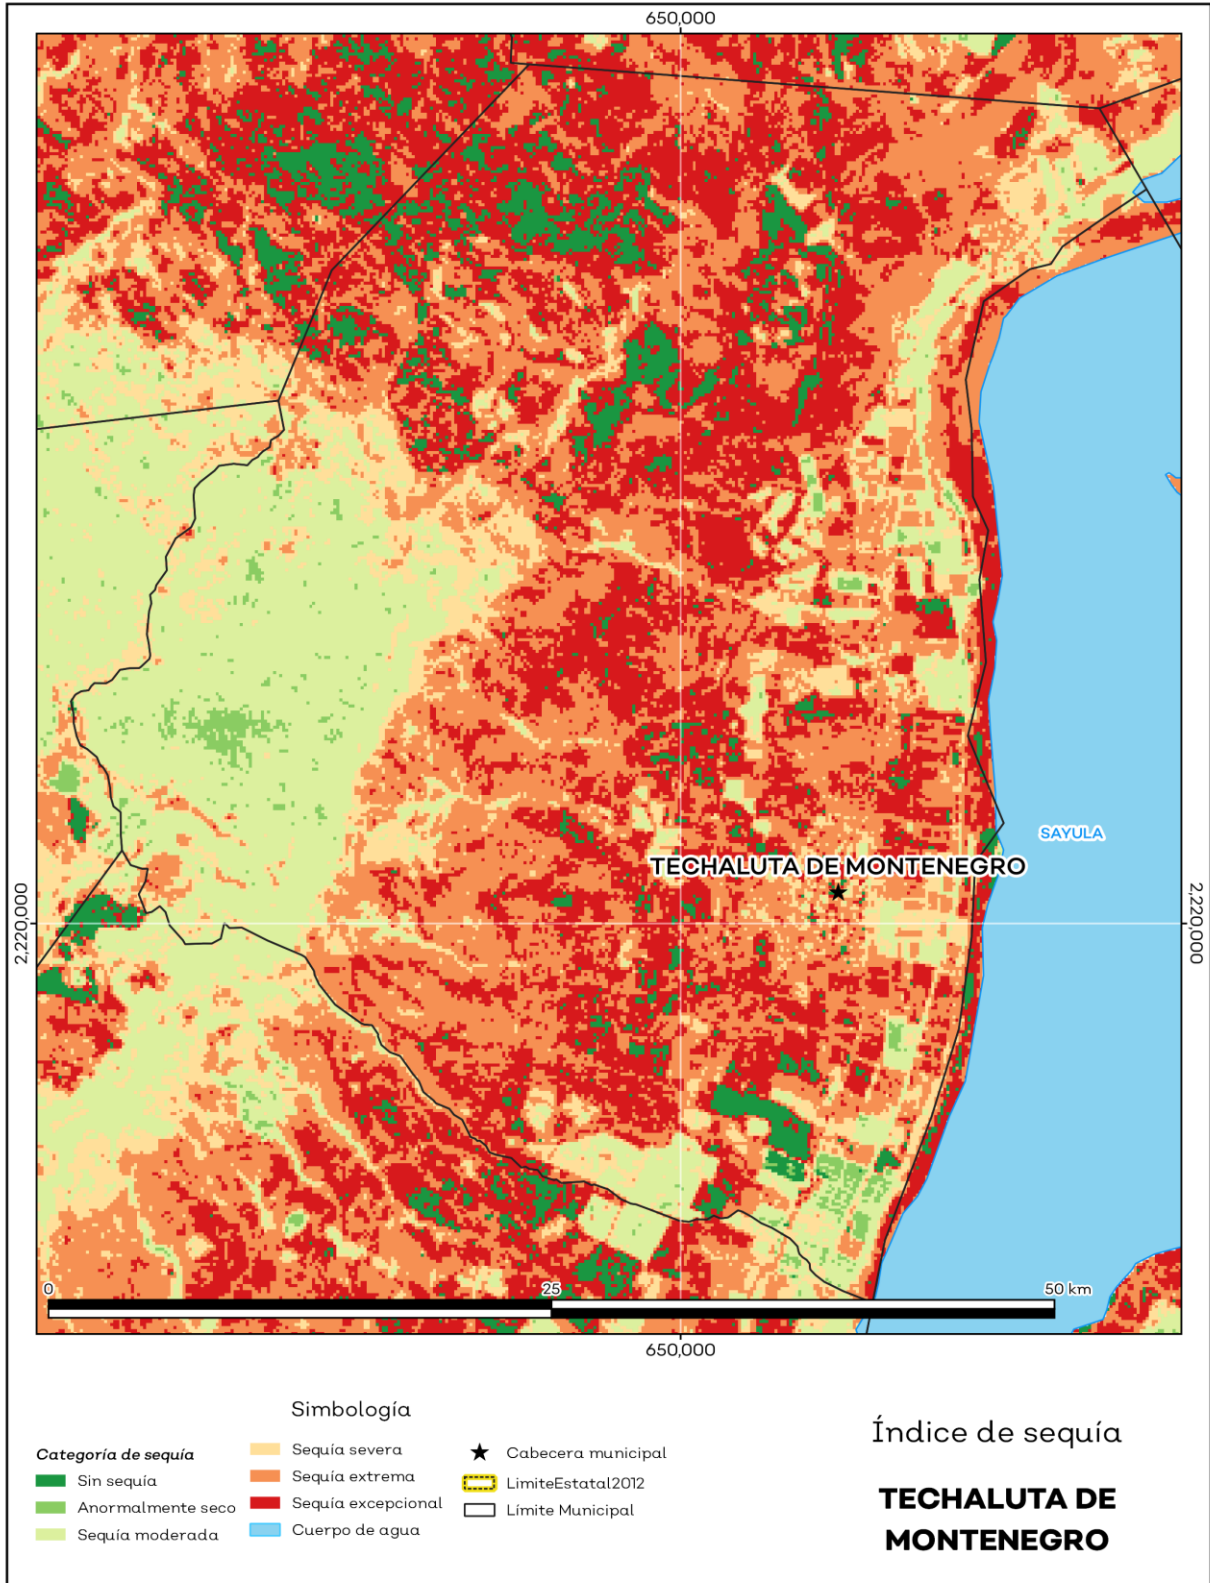 650,000
SAYULA
TECHALUTA DE MONTENEGRO
2,220,000
2,220,000
0
25
50 km
650,000
Simbología
Categoría de sequía
Sin sequía
Anormalmente seco
Sequía moderada
Sequía severa
Sequía extrema
Sequía excepcional
Cuerpo de agua
Cabecera municipal
LimiteEstatal2012
Límite Municipal
Índice de sequía
TECHALUTA DE
MONTENEGRO